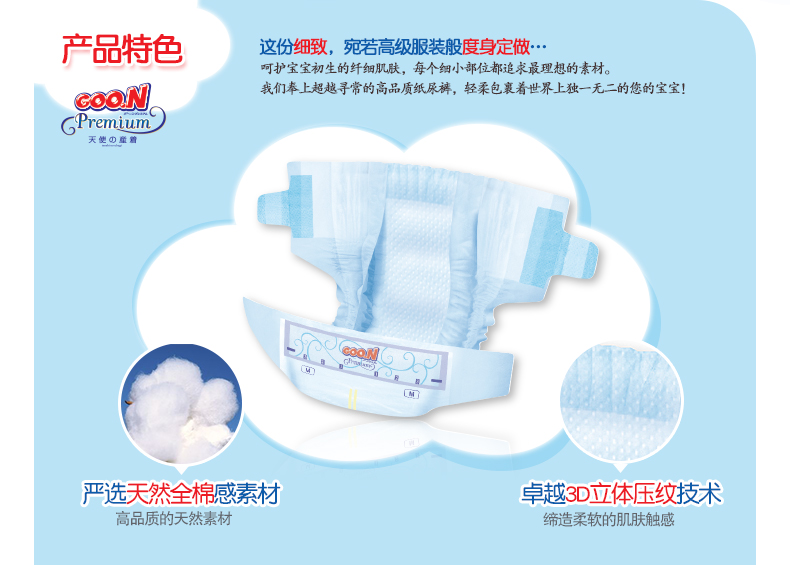 产品特色
GOO.N
Premium
天使の産着
这份细致，宛若高级服装般度身定做…
呵护宝宝初生的纤细肌肤，每个细小部位都追求最理想的素材。
我们奉上超越寻常的高品质纸尿裤，轻柔包裹着世界上独一无二的您的宝宝！
GOO.N
Premium
M
M
严选天然全棉感素材
高品质的天然素材
卓越3D立体压纹技术
缔造柔软的肌肤触感